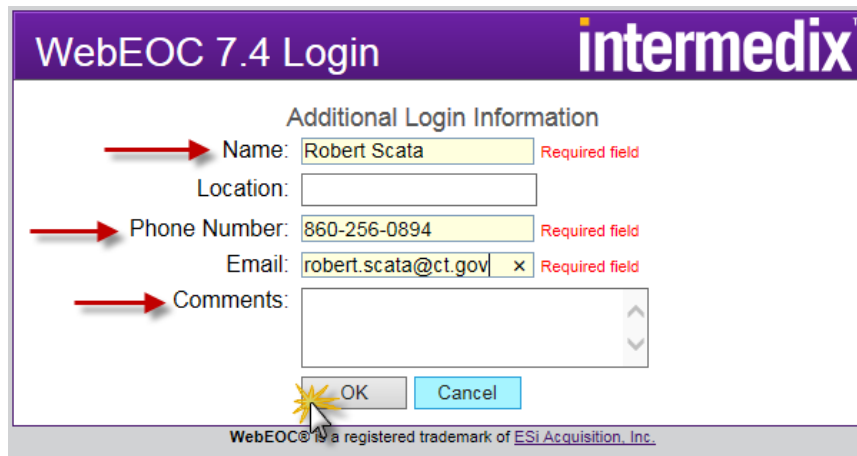 WebEOC 7.4 Login
intermedix™
Additional Login Information
Name: Robert Scata Required field
Location:
Phone Number: 860-256-0894 Required field
Email: robert.scata@ct.gov × Required field
Comments:
OK Cancel
WebEOC® is a registered trademark of ESi Acquisition, Inc.